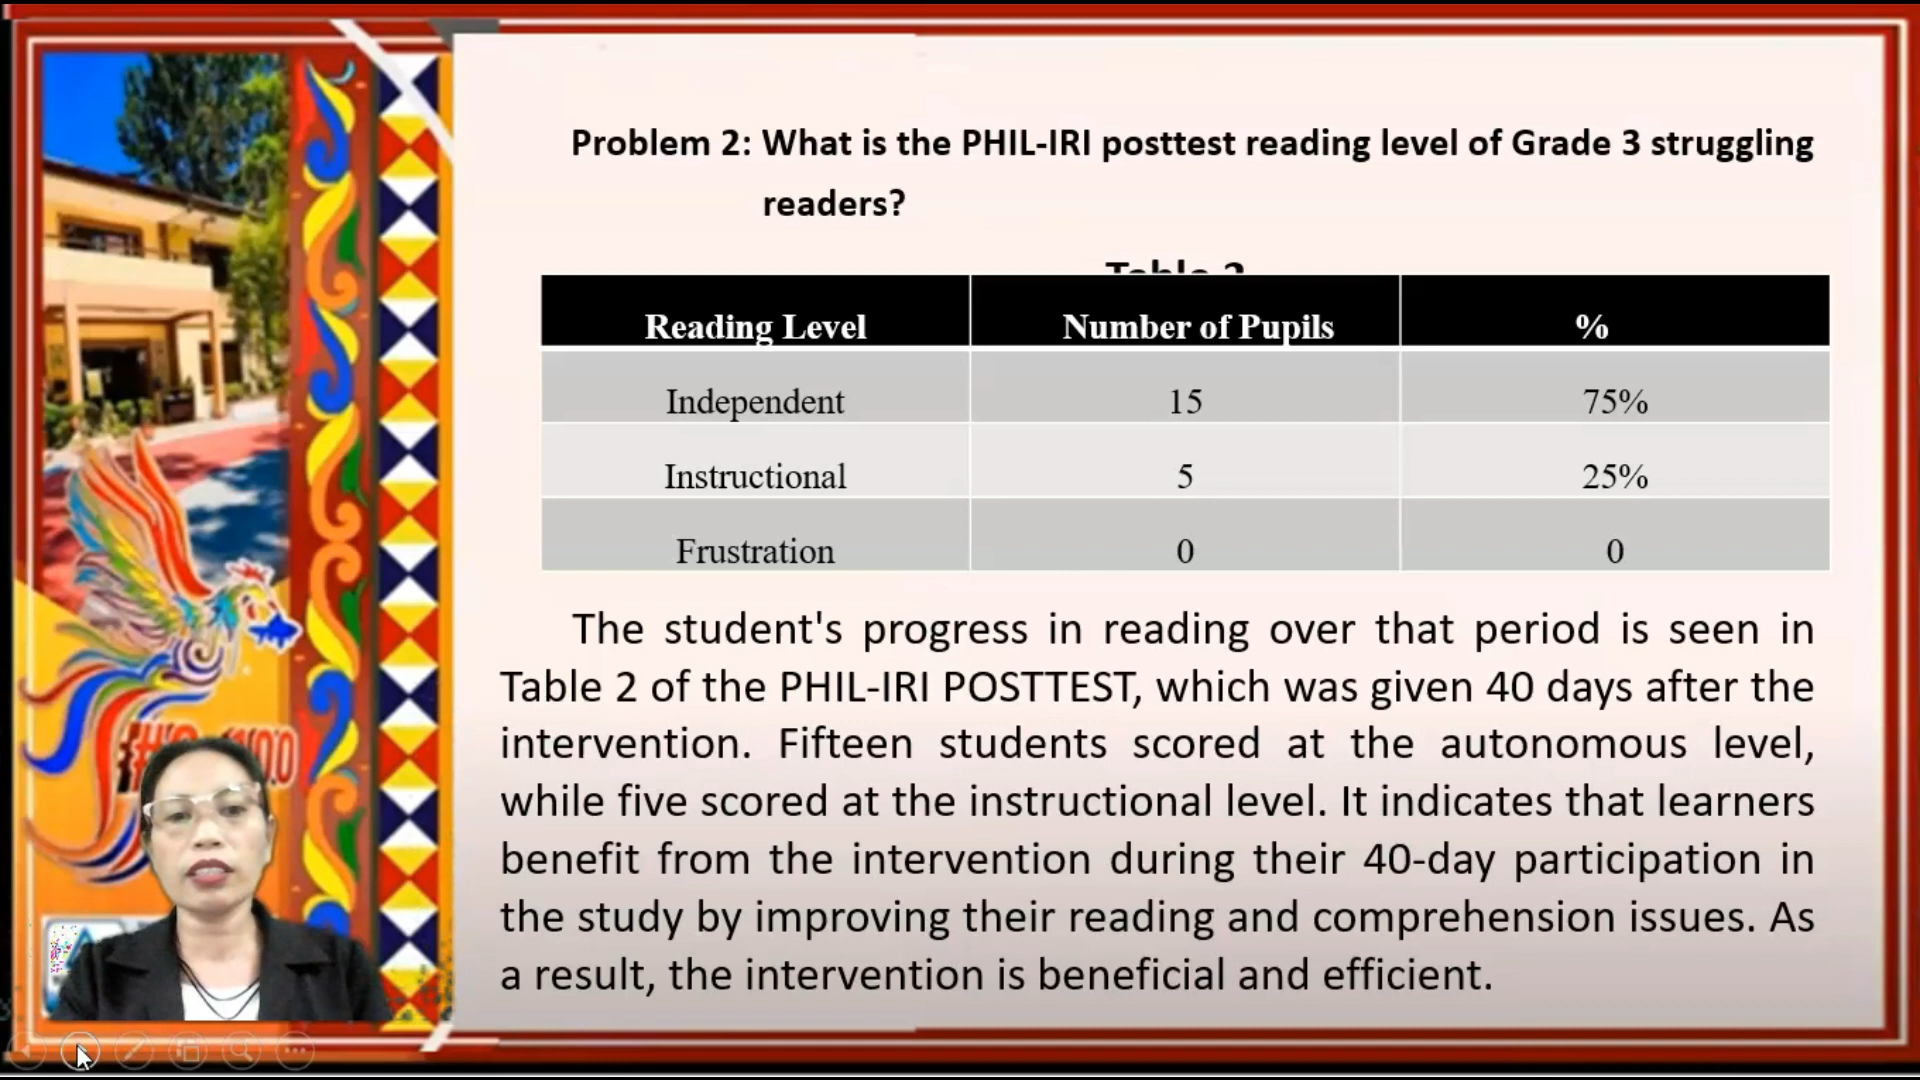 Problem 2: What is the PHIL-IRI posttest reading level of Grade 3 struggling
readers?
Table 2
Reading Level Number of Pupils %
Independent 15 75%
Instructional 5 25%
Frustration 0 0
The student's progress in reading over that period is seen in
Table 2 of the PHIL-IRI POSTTEST, which was given 40 days after the
intervention. Fifteen students scored at the autonomous level,
while five scored at the instructional level. It indicates that learners
benefit from the intervention during their 40-day participation in
the study by improving their reading and comprehension issues. As
a result, the intervention is beneficial and efficient.